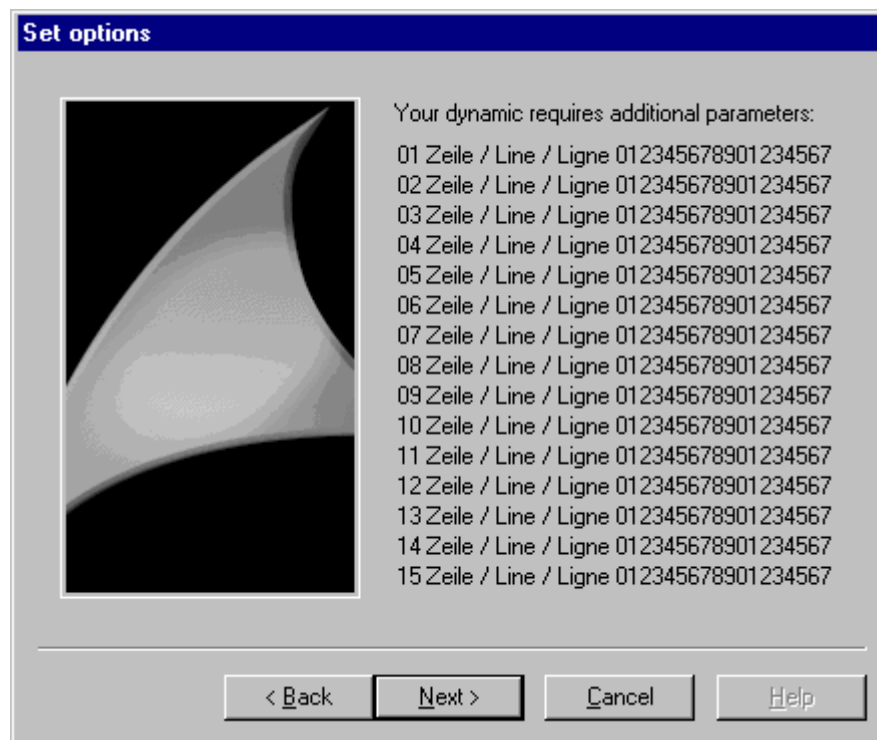 Set options
Your dynamic requires additional parameters:
01 Zeile / Line / Ligne 012345678901234567
02 Zeile / Line / Ligne 012345678901234567
03 Zeile / Line / Ligne 012345678901234567
04 Zeile / Line / Ligne 012345678901234567
05 Zeile / Line / Ligne 012345678901234567
06 Zeile / Line / Ligne 012345678901234567
07 Zeile / Line / Ligne 012345678901234567
08 Zeile / Line / Ligne 012345678901234567
09 Zeile / Line / Ligne 012345678901234567
10 Zeile / Line / Ligne 012345678901234567
11 Zeile / Line / Ligne 012345678901234567
12 Zeile / Line / Ligne 012345678901234567
13 Zeile / Line / Ligne 012345678901234567
14 Zeile / Line / Ligne 012345678901234567
15 Zeile / Line / Ligne 012345678901234567
< Back Next > Cancel Help